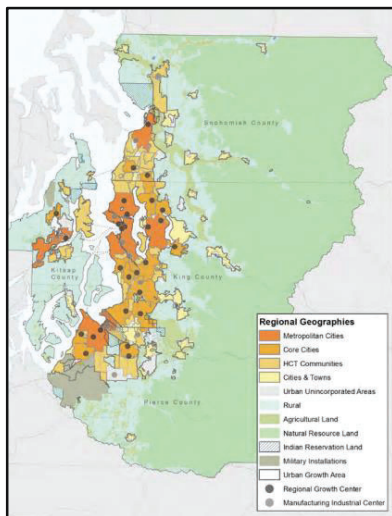 Snohomish County
Kitsap
County
King County
Pierce County
Regional Geographies
Metropolitan Cities
Core Cities
HCT Communities
Cities & Towns
Urban Unincorporated Areas
Rural
Agricultural Land
Natural Resource Land
Indian Reservation Land
Military Installations
Urban Growth Area
Regional Growth Center
Manufacturing Industrial Center